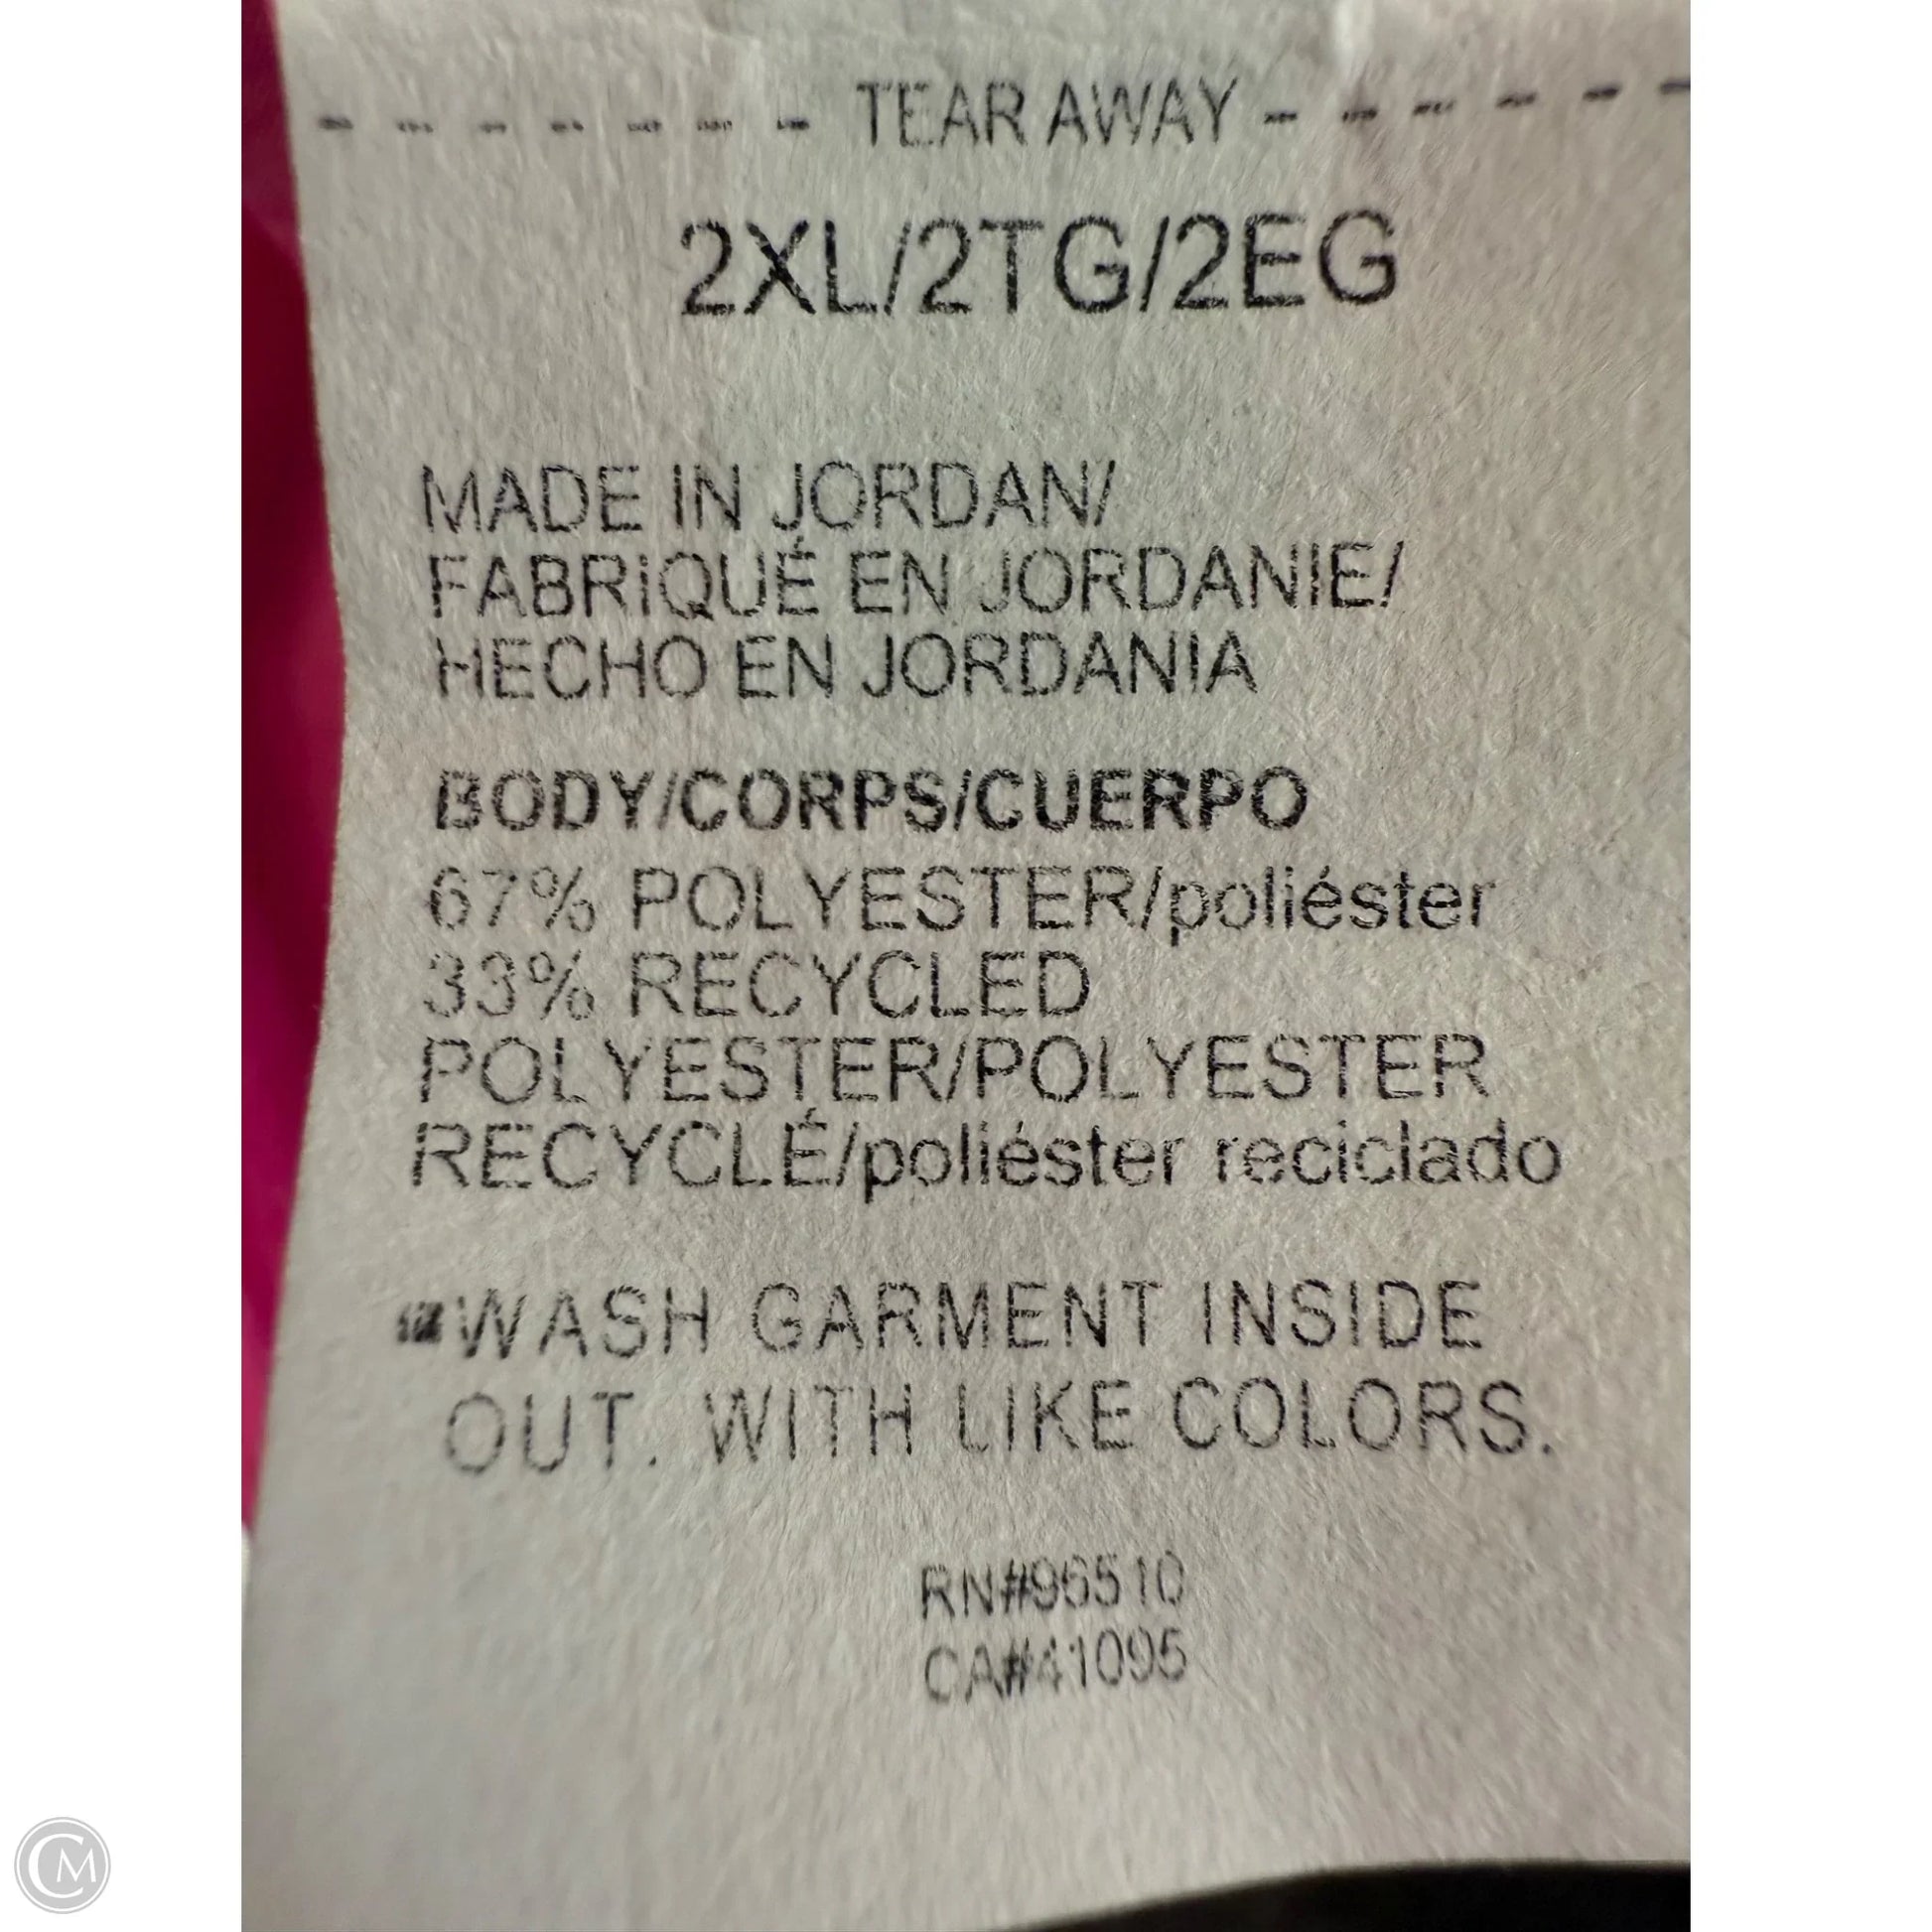 - - - - - - - TEAR AWAY - - - - - -
2XL/2TG/2EG
MADE IN JORDAN/
FABRIQUÉ EN JORDANIE/
HECHO EN JORDANIA
BODY/CORPS/CUERPO
67% POLYESTER/poliéster
33% RECYCLED
POLYESTER/POLYESTER
RECYCLÉ/poliéster reciclado
WASH GARMENT INSIDE
OUT. WITH LIKE COLORS.
RN#96510
CA#41095
CM